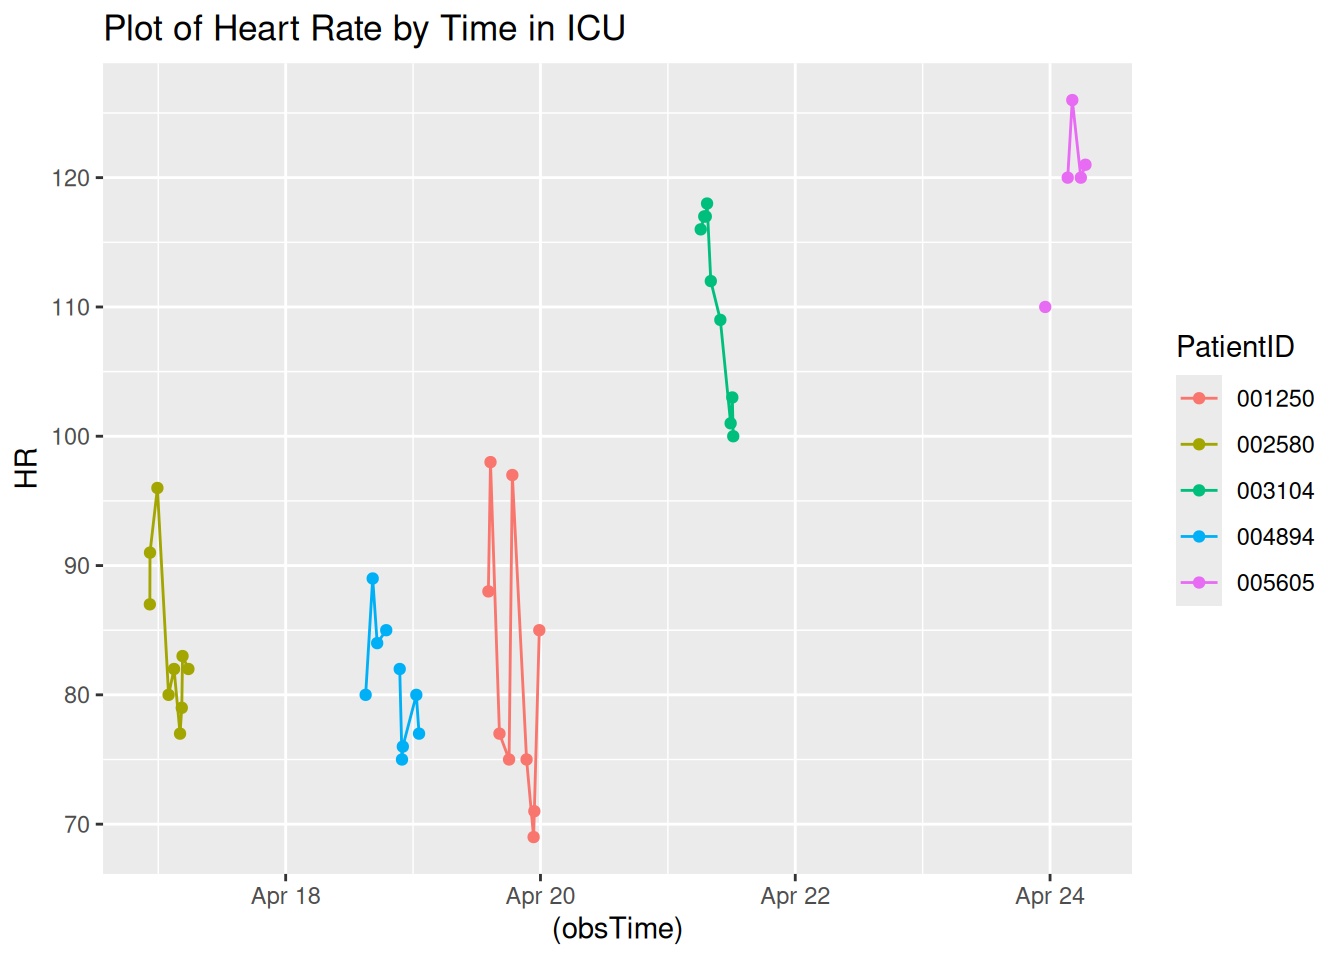 Plot of Heart Rate by Time in ICU
120
110
100
90
80
70
HR
Apr 18
Apr 20
Apr 22
Apr 24
(obsTime)
PatientID
001250
002580
003104
004894
005605